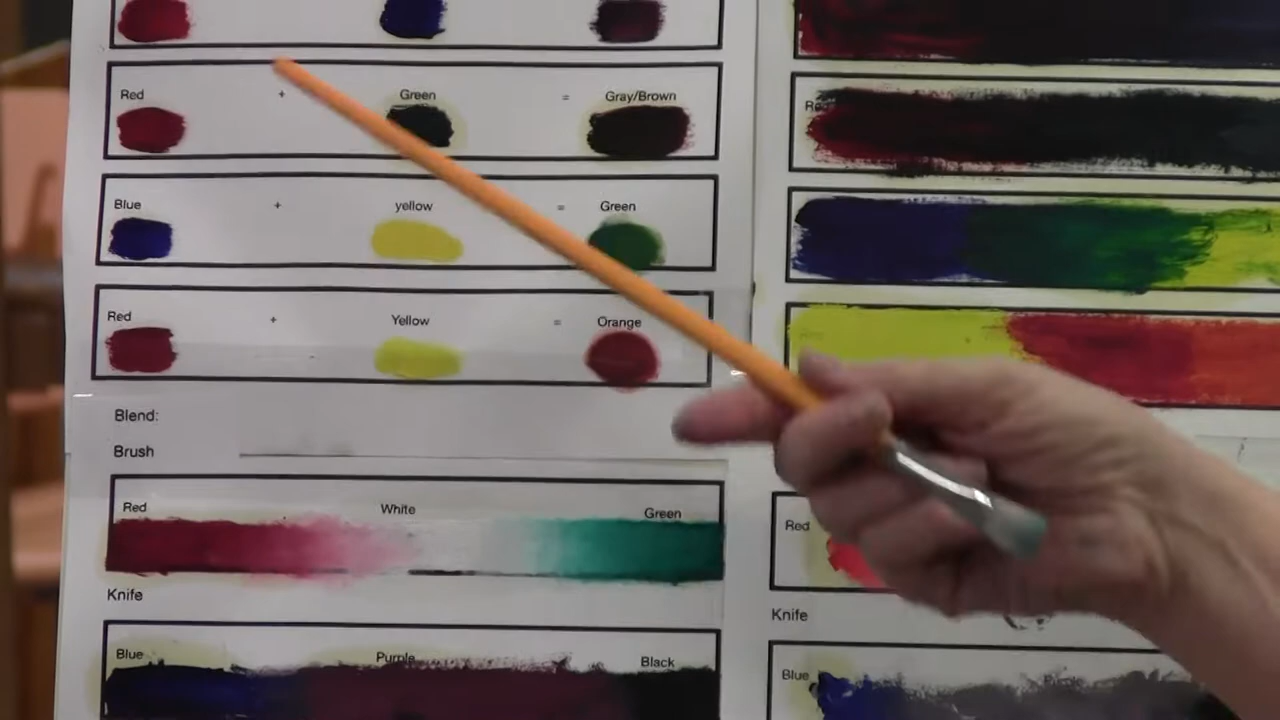 Red + Green = Gray/Brown
Blue + yellow = Green
Red + Yellow = Orange
Blend:
Brush
Red White Green
Knife
Blue Purple Black
Red
Knife
Blue Purple